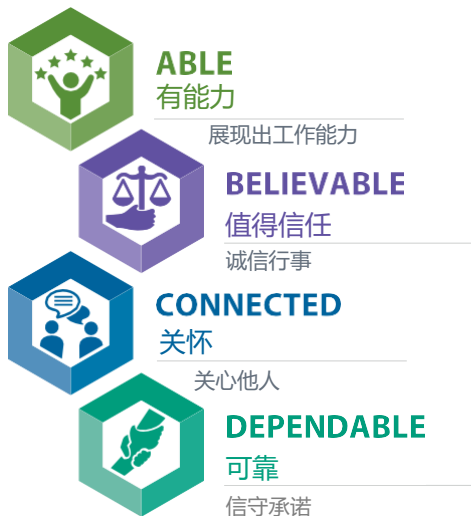 ABLE
有能力
展现出工作能力
BELIEVABLE
值得信任
诚信行事
CONNECTED
关怀
关心他人
DEPENDABLE
可靠
信守承诺